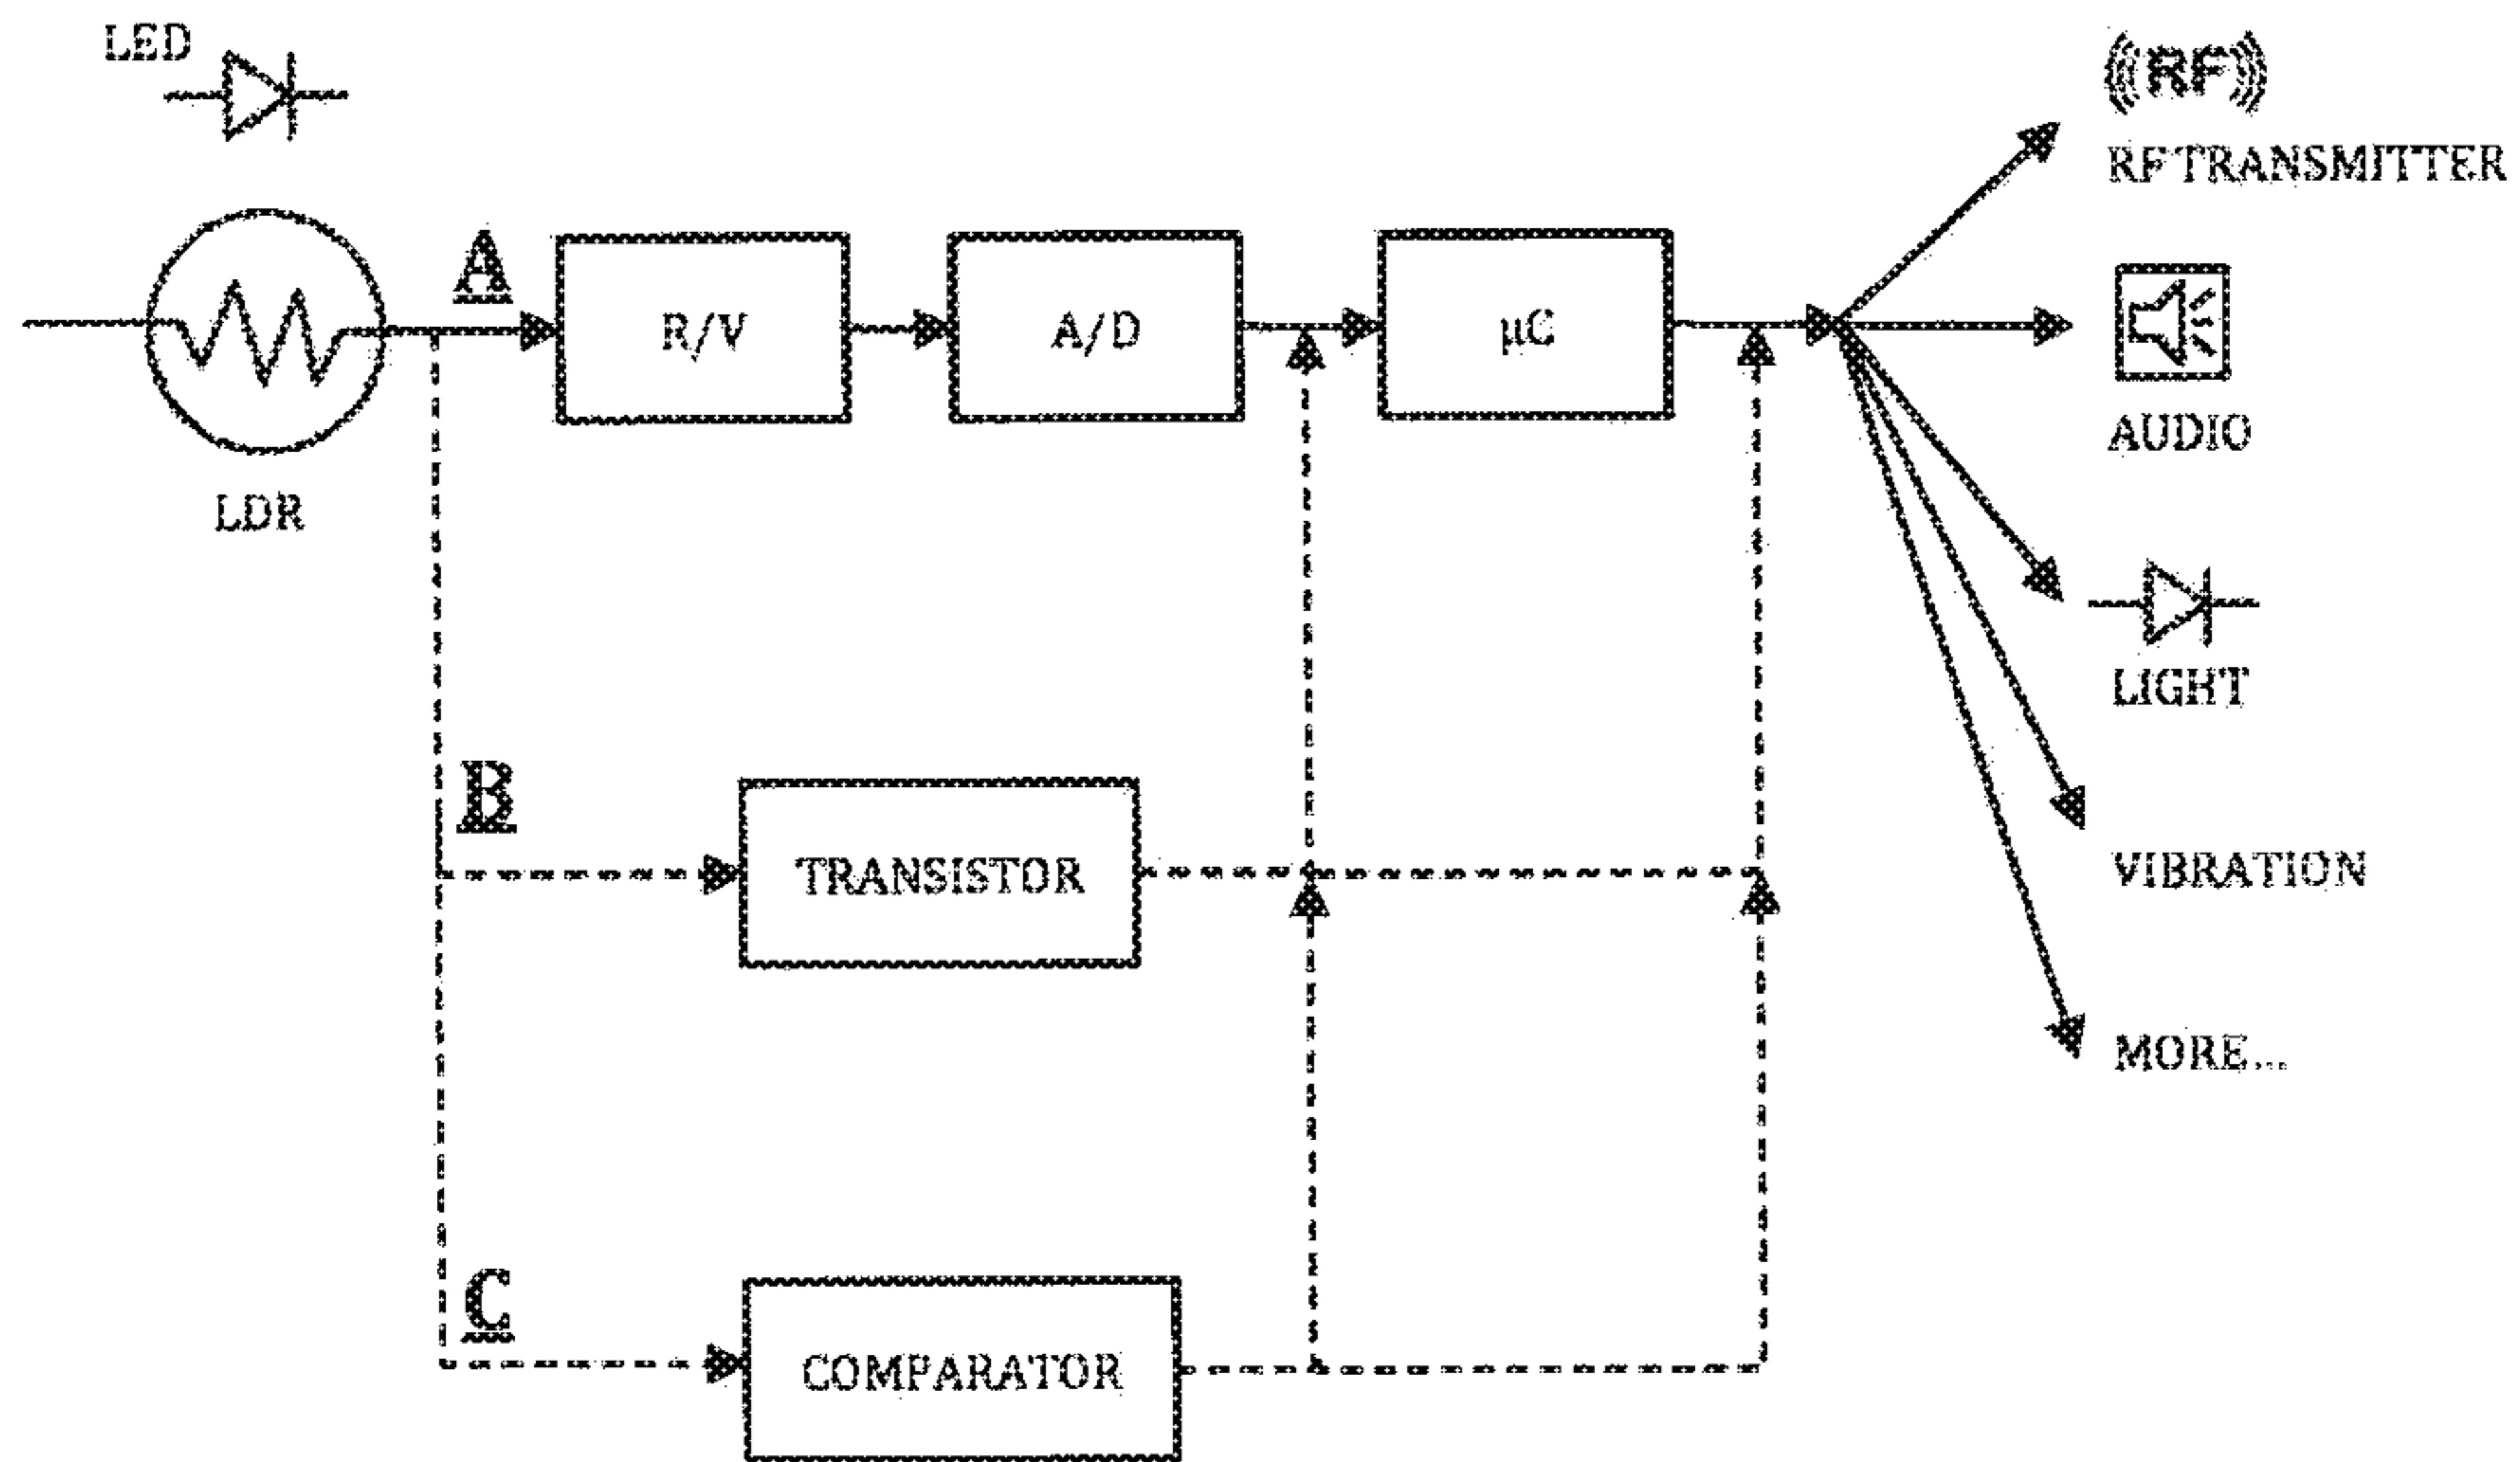 LED
((RF))
RF TRANSMITTER
A
R/V
A/D
µC
AUDIO
LDR
LIGHT
B
TRANSISTOR
VIBRATION
MORE...
C
COMPARATOR